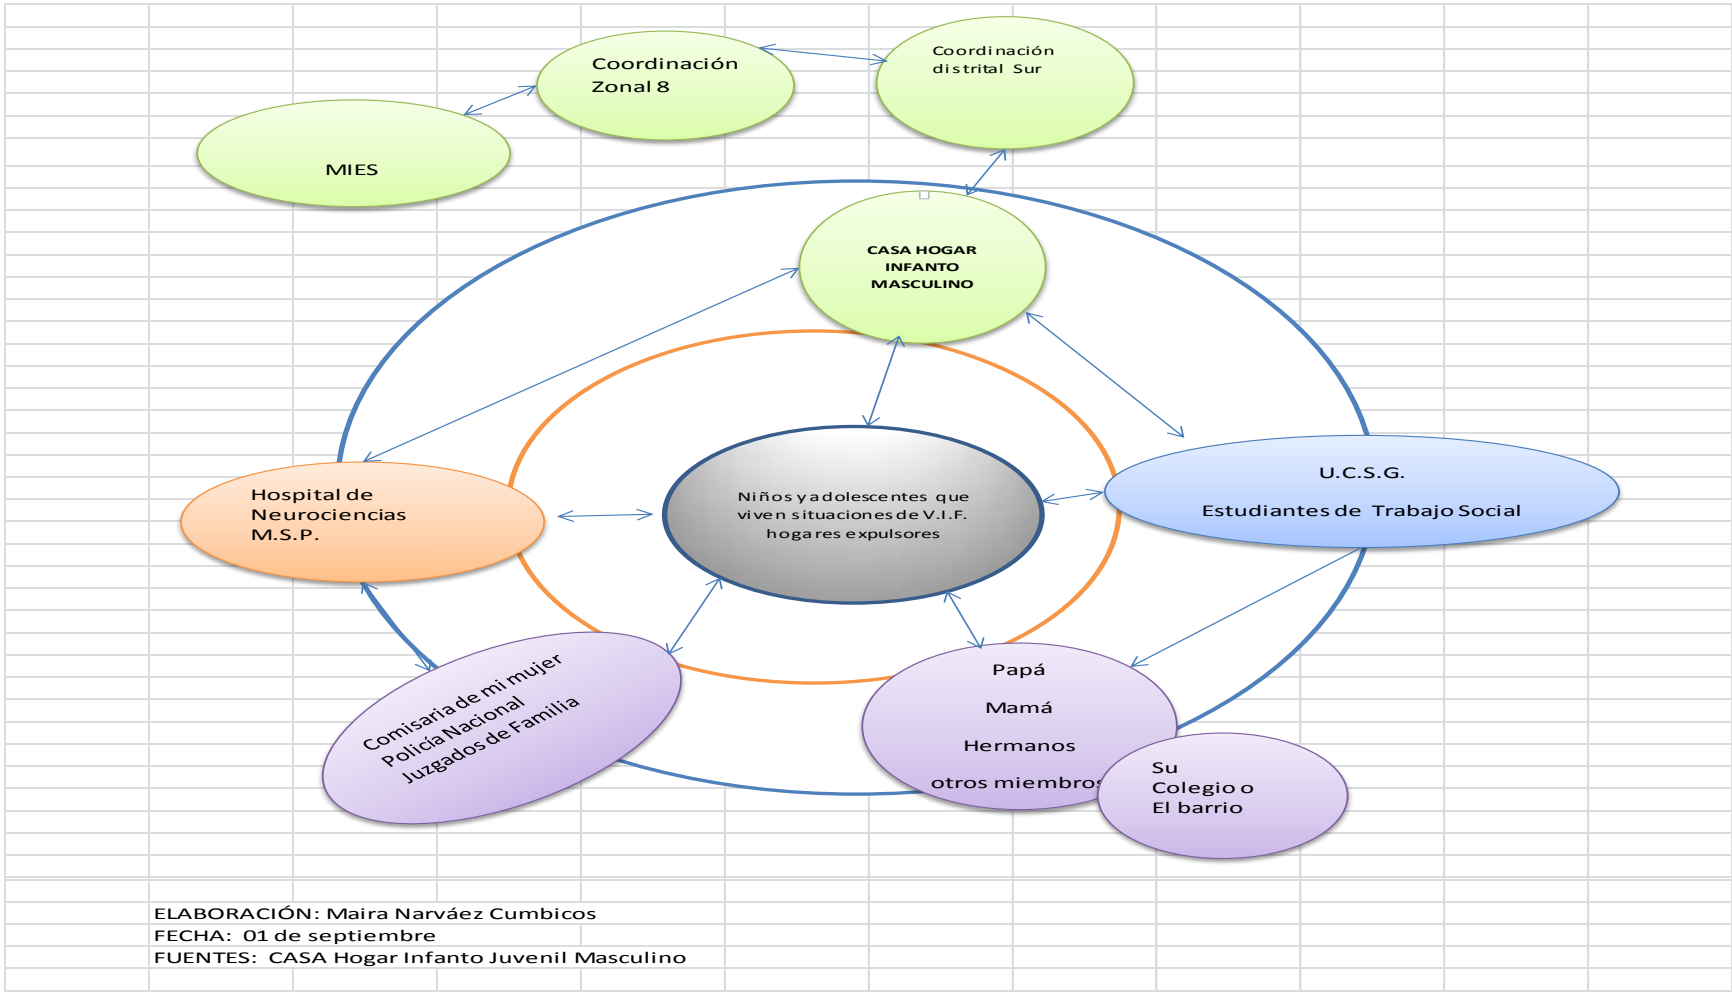 Coordinación
distrital Sur
Coordinación
Zonal 8
MIES
CASA HOGAR
INFANTO
MASCULINO
U.C.S.G.
Estudiantes de Trabajo Social
Hospital de
Neurociencias
M.S.P.
Niños y adolescentes que
viven situaciones de V.I.F.
hogares expulsores
Comisaria de mi mujer
Policía Nacional
Juzgados de Familia
Papá
Mamá
Hermanos
otros miembros
Su
Colegio o
El barrio
ELABORACIÓN: Maira Narváez Cumbicos
FECHA: 01 de septiembre
FUENTES: CASA Hogar Infanto Juvenil Masculino